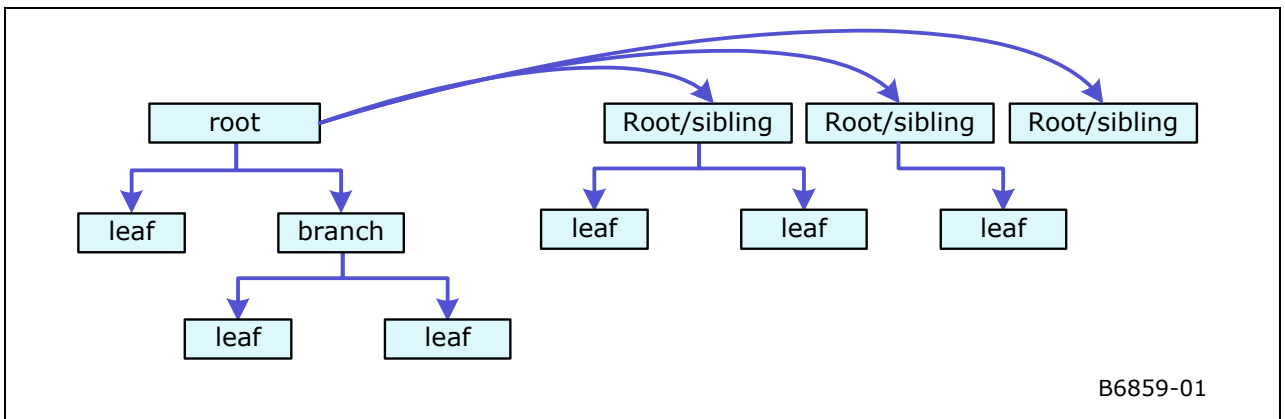 root
Root/sibling
Root/sibling
Root/sibling
leaf
branch
leaf
leaf
leaf
leaf
leaf
B6859-01